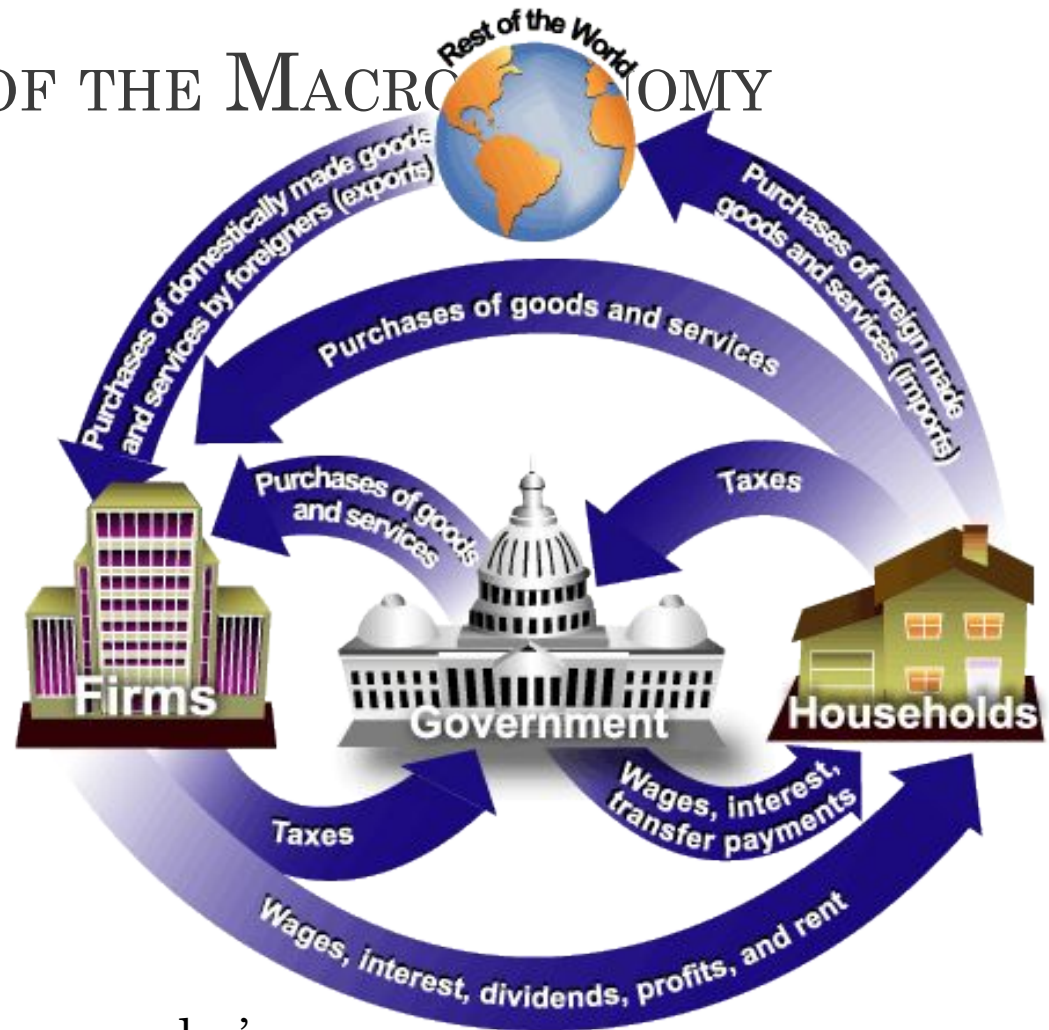 Rest of the World
OF THE MACRO OMY
Purchases of domestically made goods
and services by foreigners (exports)
Purchases of foreign made
goods and services (imports)
Purchases of goods and services
Purchases of goods
and services
Taxes
Firms
Government
Households
Taxes
Wages, interest,
transfer payments
Wages, interest, dividends, profits, and rent